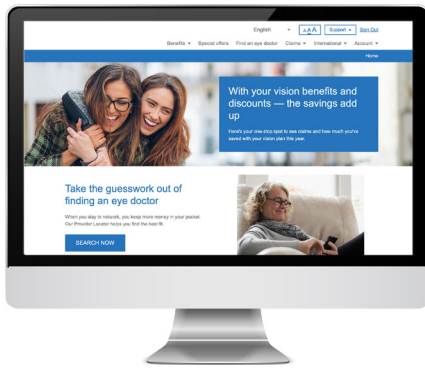 English AAA Support Sign Out
Benefits Special offers Find an eye doctor Claims International Account
Home
With your vision benefits and
discounts — the savings add
up
Here's your one-stop spot to see claims and how much you've
saved with your vision plan this year.
Take the guesswork out of
finding an eye doctor
When you stay in network, you keep more money in your pocket.
Our Provider Locator helps you find the best fit.
SEARCH NOW